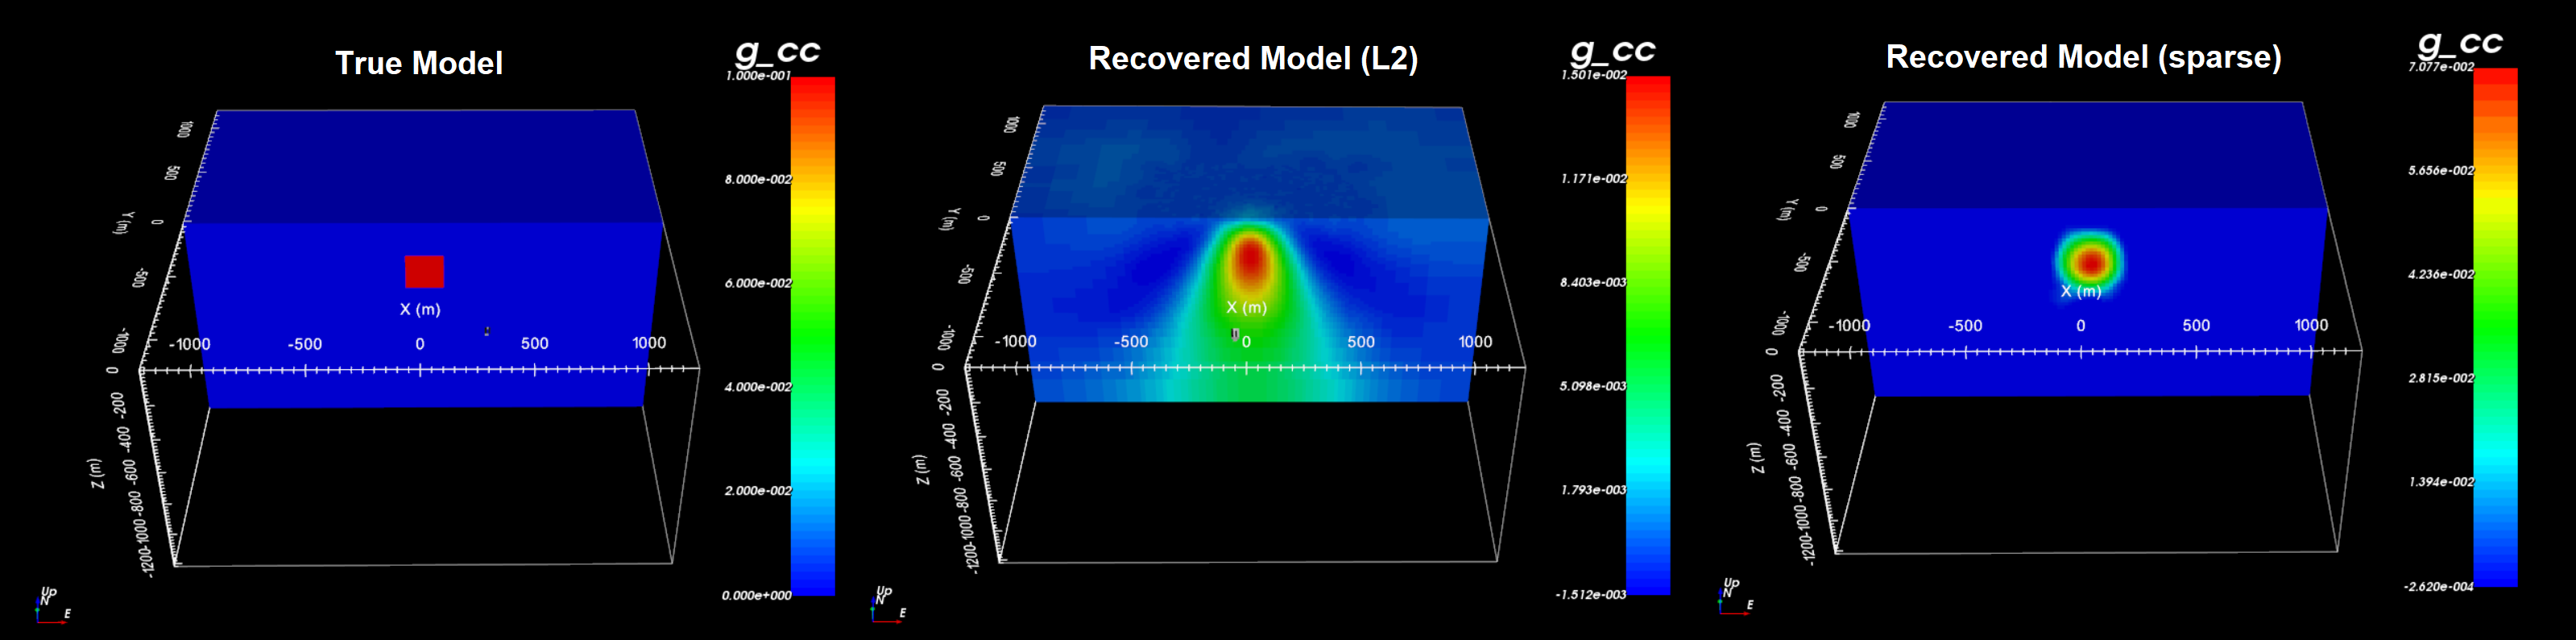 True Model
g_cc
1.000e-001
8.000e-002
6.000e-002
4.000e-002
2.000e-002
0.000e+000
1000
500
0
-500
-1000
Y (m)
X (m)
-1000 -500 0 500 1000
0
-200
-400
-600
-800
-1000
-1200
Z (m)
Up
N
E
Recovered Model (L2)
g_cc
1.501e-002
1.171e-002
8.403e-003
5.098e-003
1.793e-003
-1.512e-003
1000
500
0
-500
-1000
Y (m)
X (m)
-1000 -500 0 500 1000
0
-200
-400
-600
-800
-1000
-1200
Z (m)
Up
N
E
Recovered Model (sparse)
g_cc
7.077e-002
5.656e-002
4.236e-002
2.815e-002
1.394e-002
-2.620e-004
1000
500
0
-500
-1000
Y (m)
X (m)
-1000 -500 0 500 1000
0
-200
-400
-600
-800
-1000
-1200
Z (m)
Up
N
E